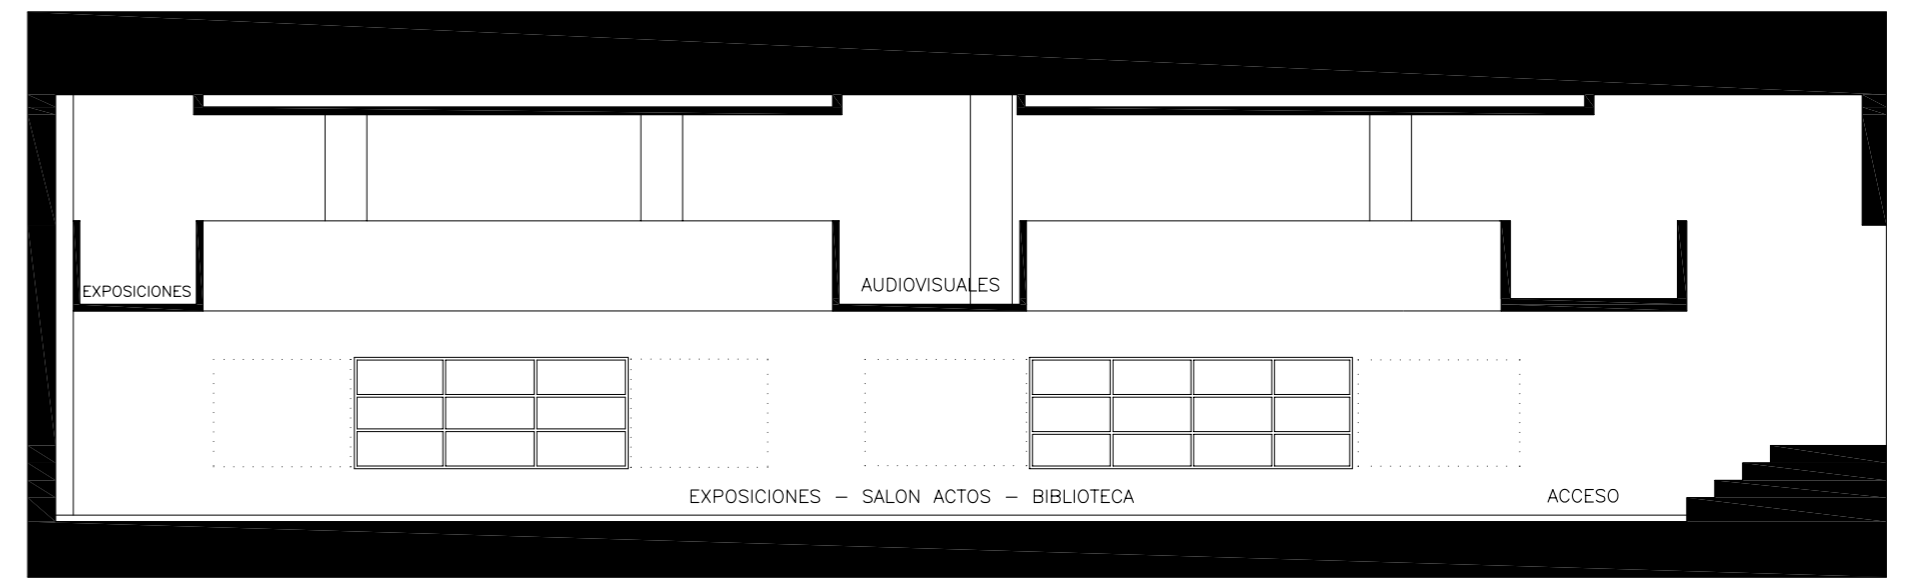 EXPOSICIONES
AUDIOVISUALES
EXPOSICIONES – SALON ACTOS – BIBLIOTECA
ACCESO